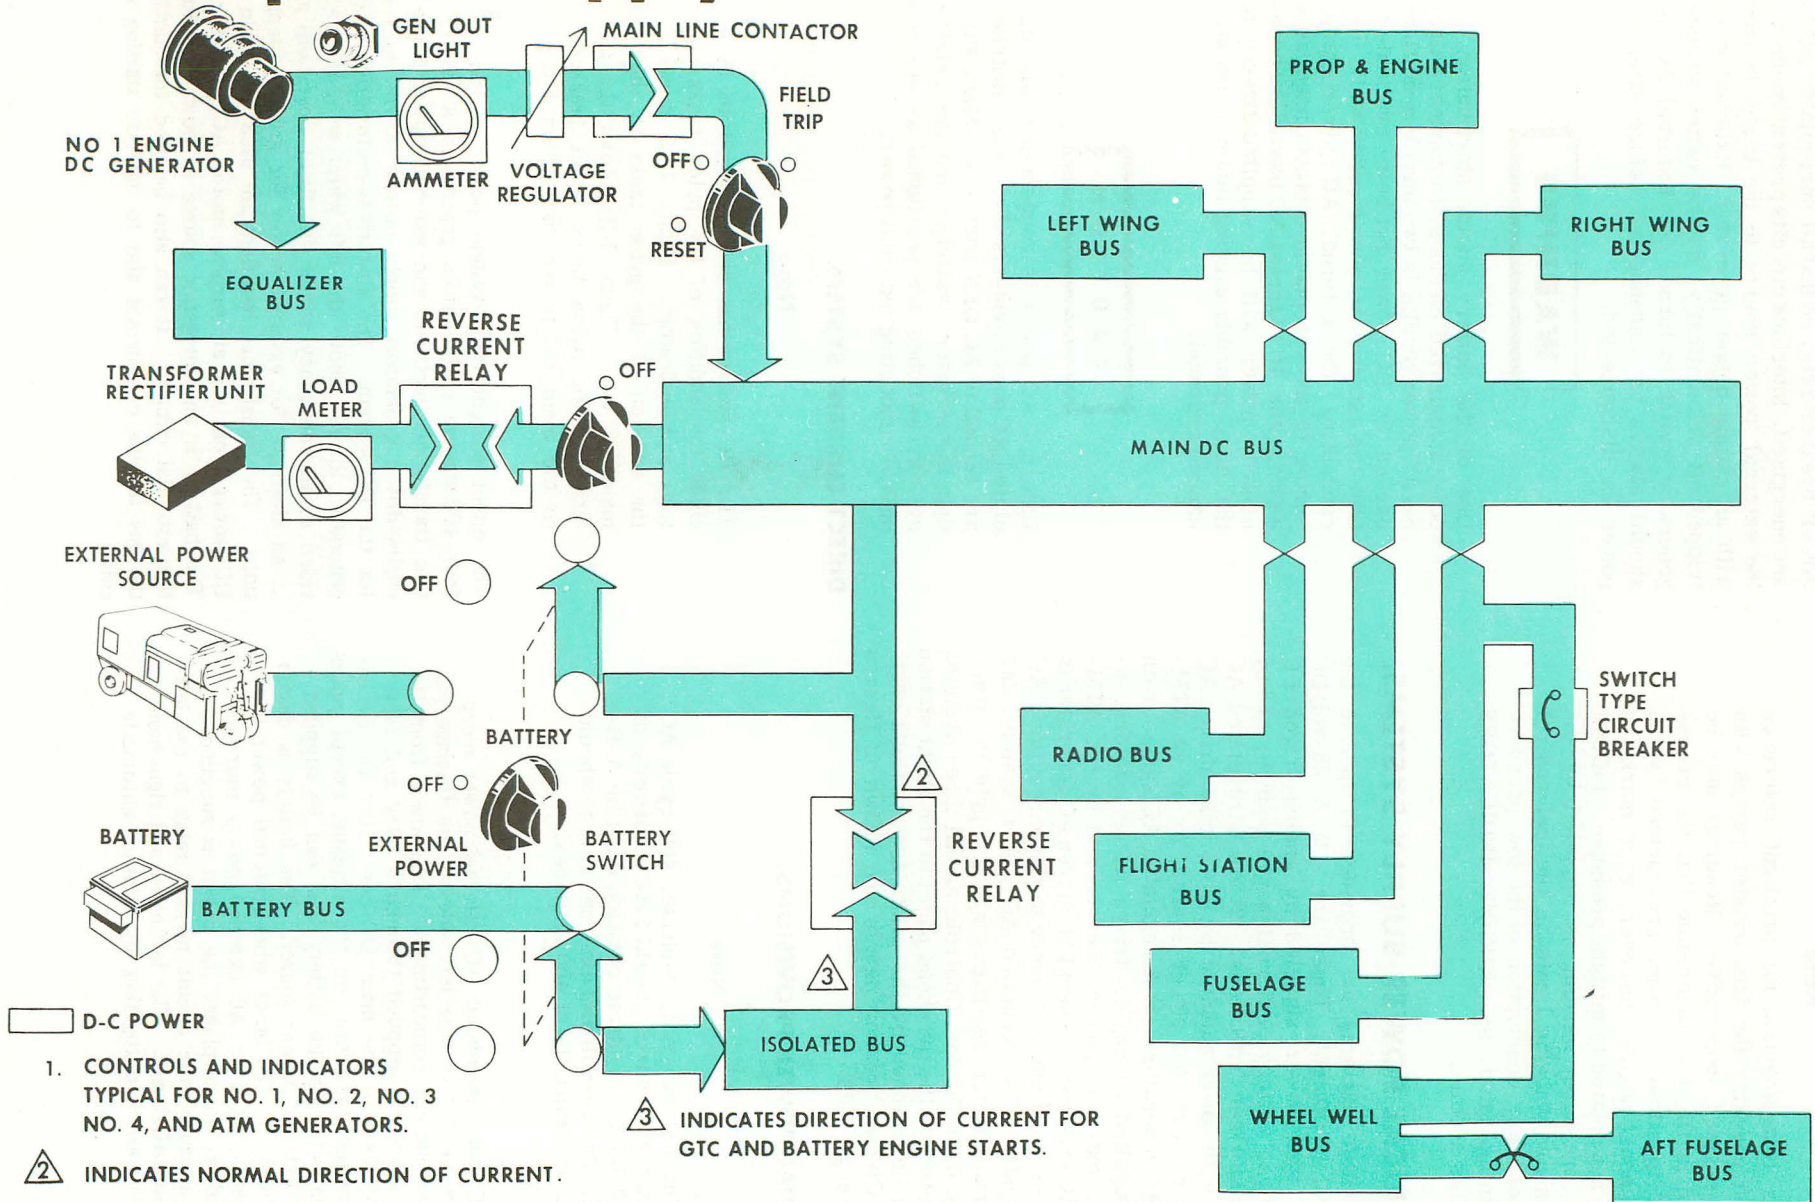 GEN OUT
LIGHT
MAIN LINE CONTACTOR
FIELD
TRIP
NO 1 ENGINE
DC GENERATOR
AMMETER
VOLTAGE
REGULATOR
OFF
RESET
EQUALIZER
BUS
PROP & ENGINE
BUS
LEFT WING
BUS
RIGHT WING
BUS
TRANSFORMER
RECTIFIER UNIT
LOAD
METER
REVERSE
CURRENT
RELAY
OFF
MAIN DC BUS
EXTERNAL POWER
SOURCE
OFF
BATTERY
OFF
EXTERNAL
POWER
BATTERY
SWITCH
BATTERY
BATTERY BUS
OFF
2
REVERSE
CURRENT
RELAY
3
ISOLATED BUS
RADIO BUS
FLIGHT STATION
BUS
FUSELAGE
BUS
SWITCH
TYPE
CIRCUIT
BREAKER
WHEEL WELL
BUS
AFT FUSELAGE
BUS
D-C POWER
1. CONTROLS AND INDICATORS
TYPICAL FOR NO. 1, NO. 2, NO. 3
NO. 4, AND ATM GENERATORS.
2 INDICATES NORMAL DIRECTION OF CURRENT.
3 INDICATES DIRECTION OF CURRENT FOR
GTC AND BATTERY ENGINE STARTS.